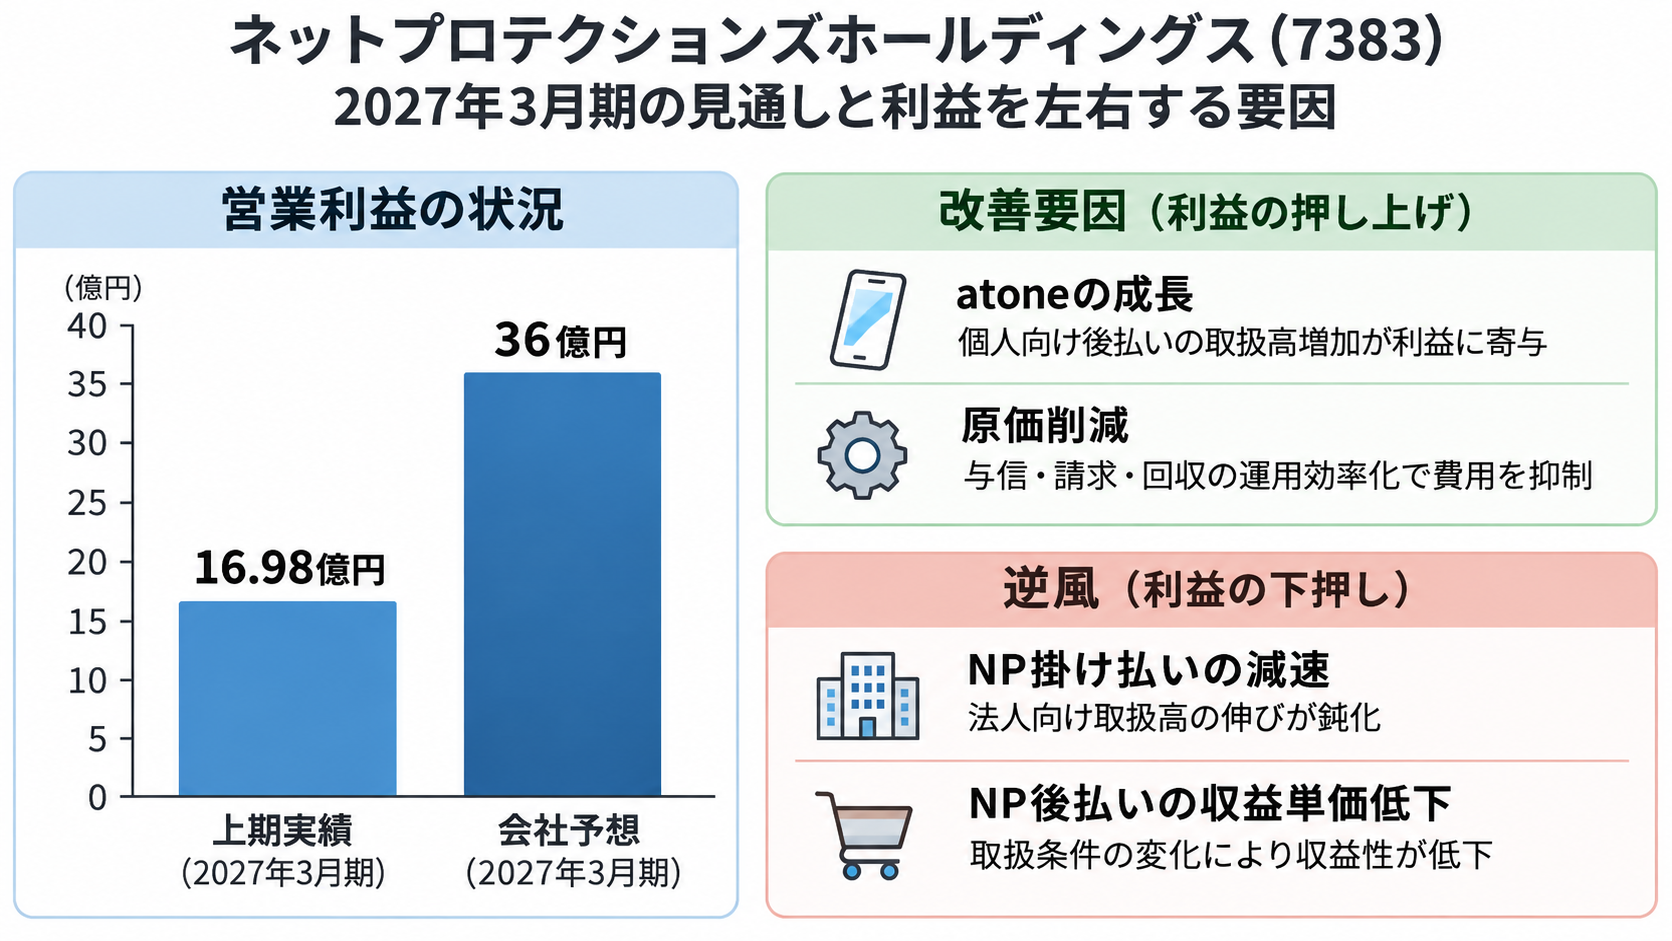 ネットプロテクションズホールディングス（7383）
2027年3月期の見通しと利益を左右する要因
営業利益の状況
（億円）
40
35
30
25
20
15
10
5
0
16.98億円
36億円
上期実績
（2027年3月期）
会社予想
（2027年3月期）
改善要因（利益の押し上げ）
atoneの成長
個人向け後払いの取扱高増加が利益に寄与
原価削減
与信・請求・回収の運用効率化で費用を抑制
逆風（利益の下押し）
NP掛け払いの減速
法人向け取扱高の伸びが鈍化
NP後払いの収益単価低下
取扱条件の変化により収益性が低下